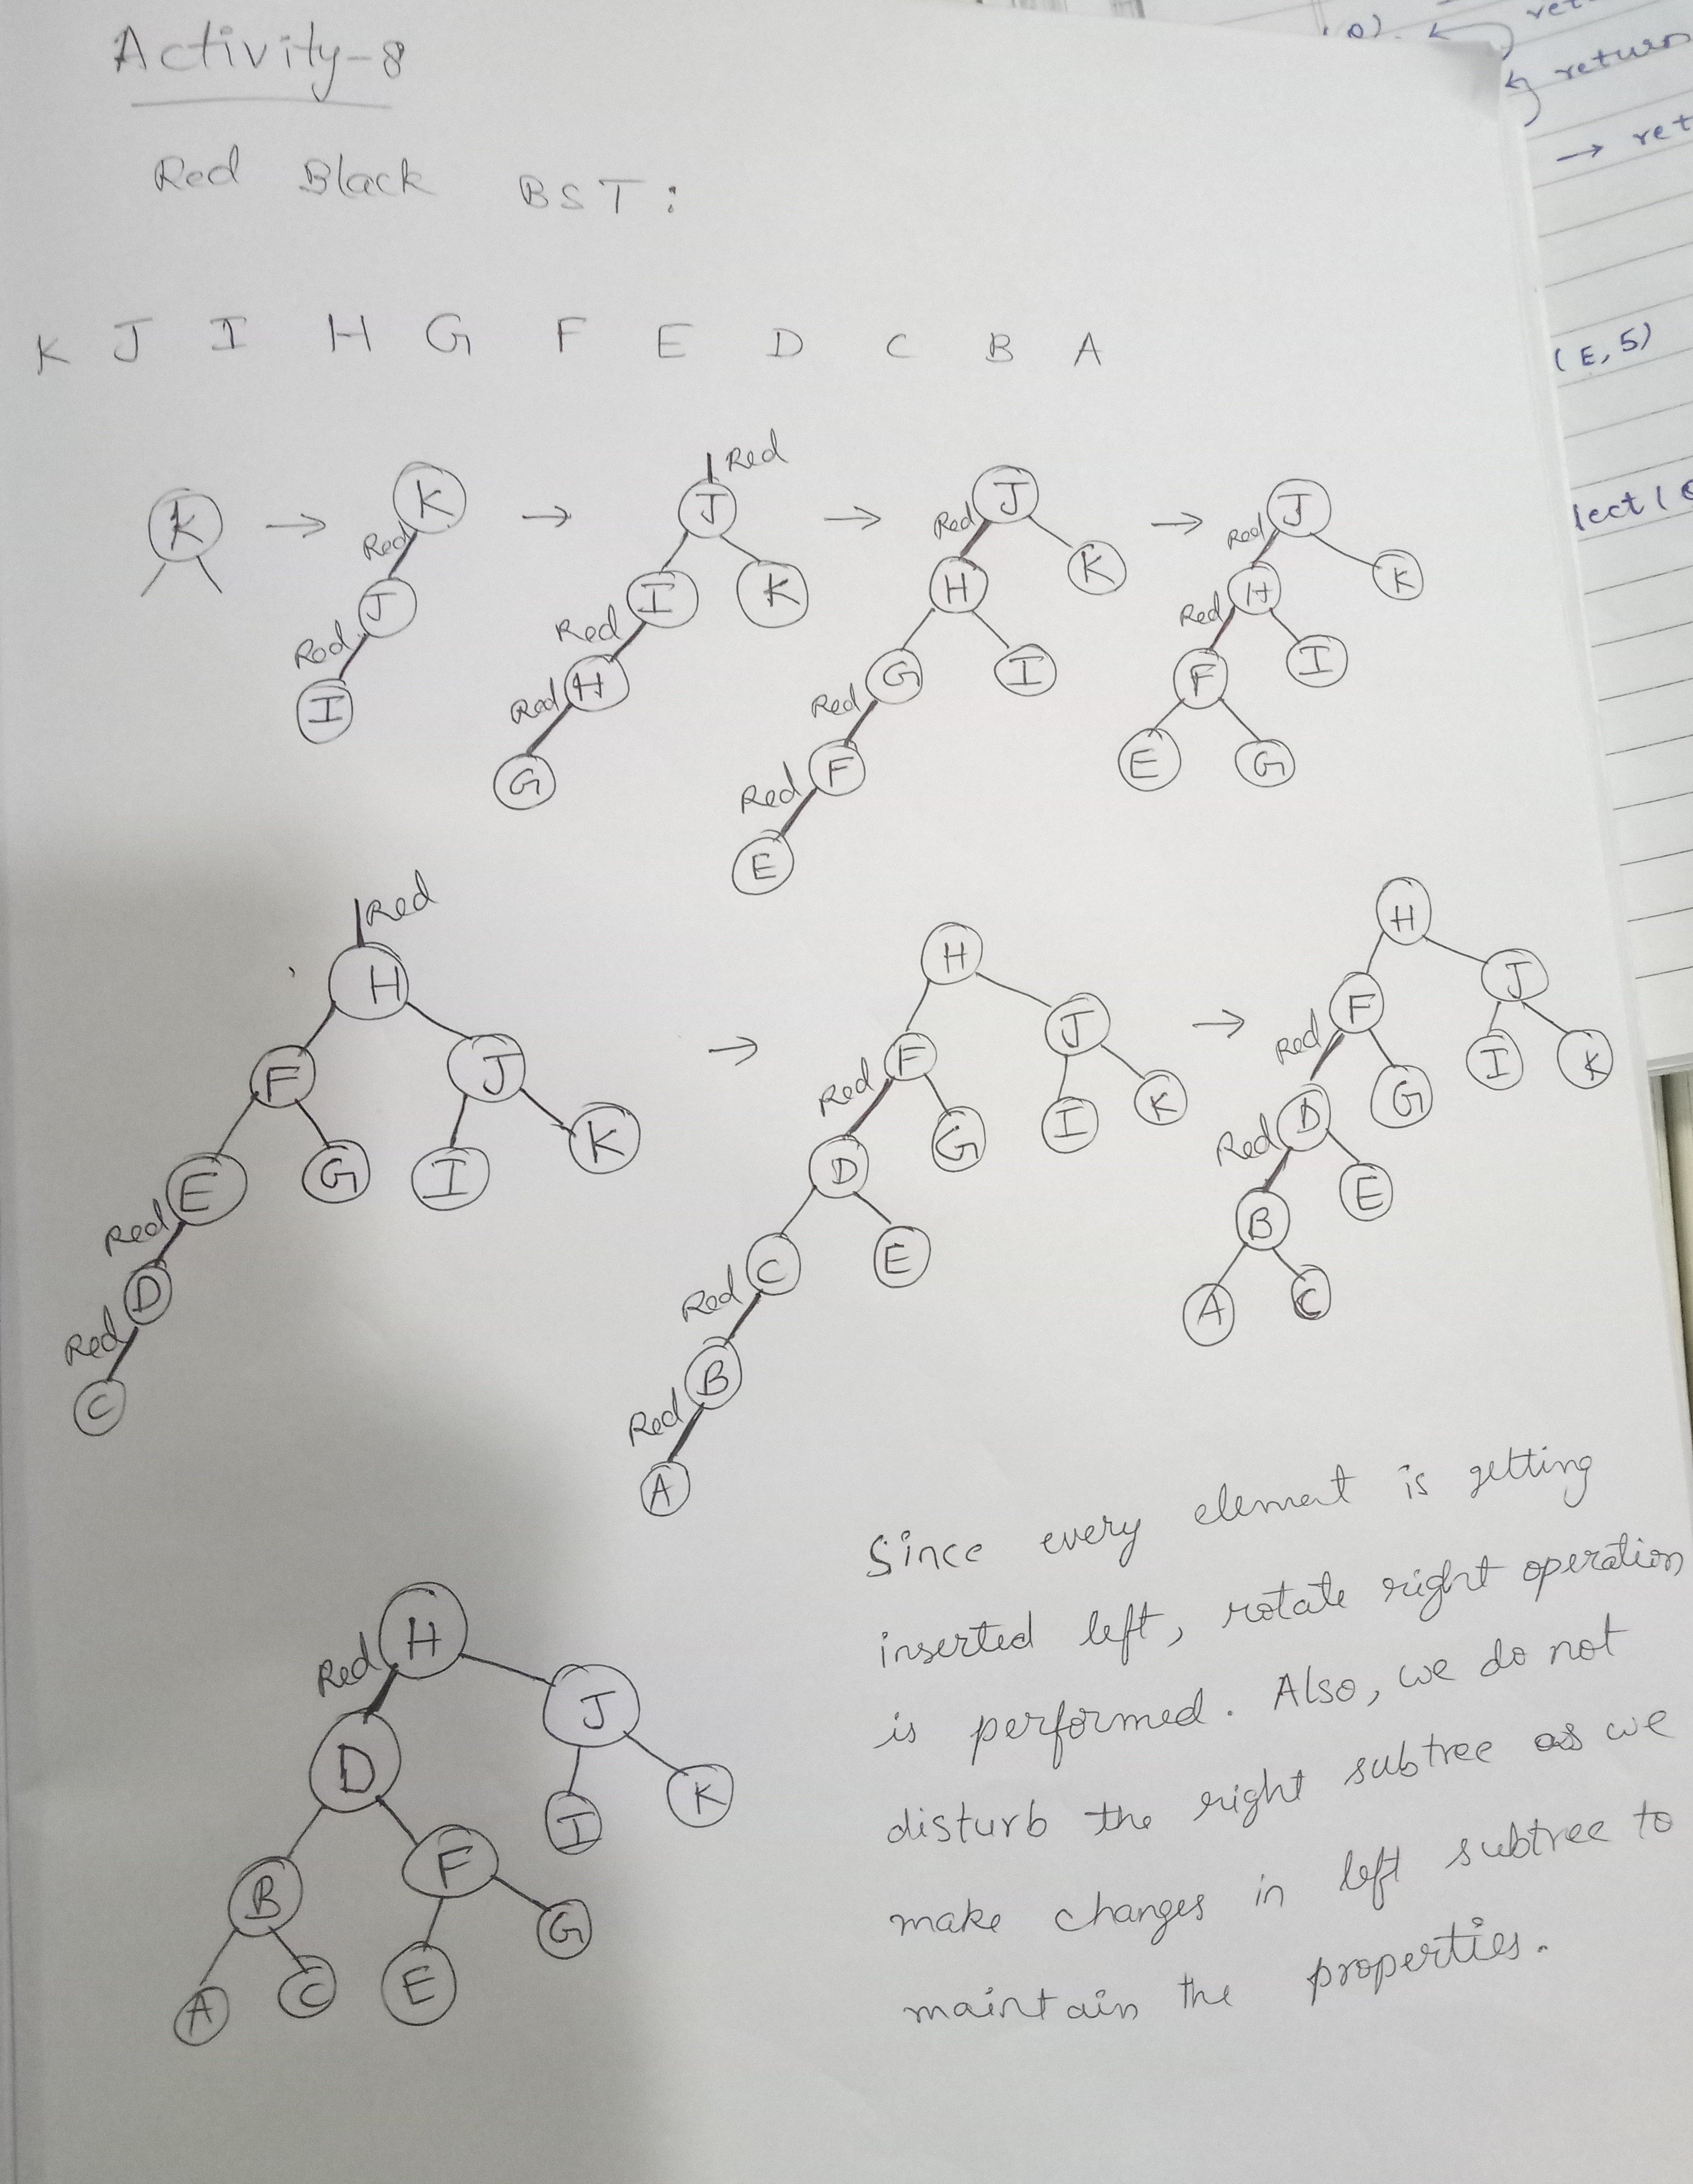 Activity-8
Red Black BST:
K J I H G F E D C B A
K → K Red J Red I → Red J I K Red H Red G → J Red H K G I Red F Red E → J Red H K Red F I E G
Red H F J E G I K Red D Red C → H F J Red D G I K C E Red B Red A → H F J Red D G I K Red B E A C
H Red D J B F I K A C E G
Since every element is getting
inserted left, rotate right operation
is performed. Also, we do not
disturb the right subtree as we
make changes in left subtree to
maintain the properties.
(0). ←
← return
→ ret
(E,5)
lect(